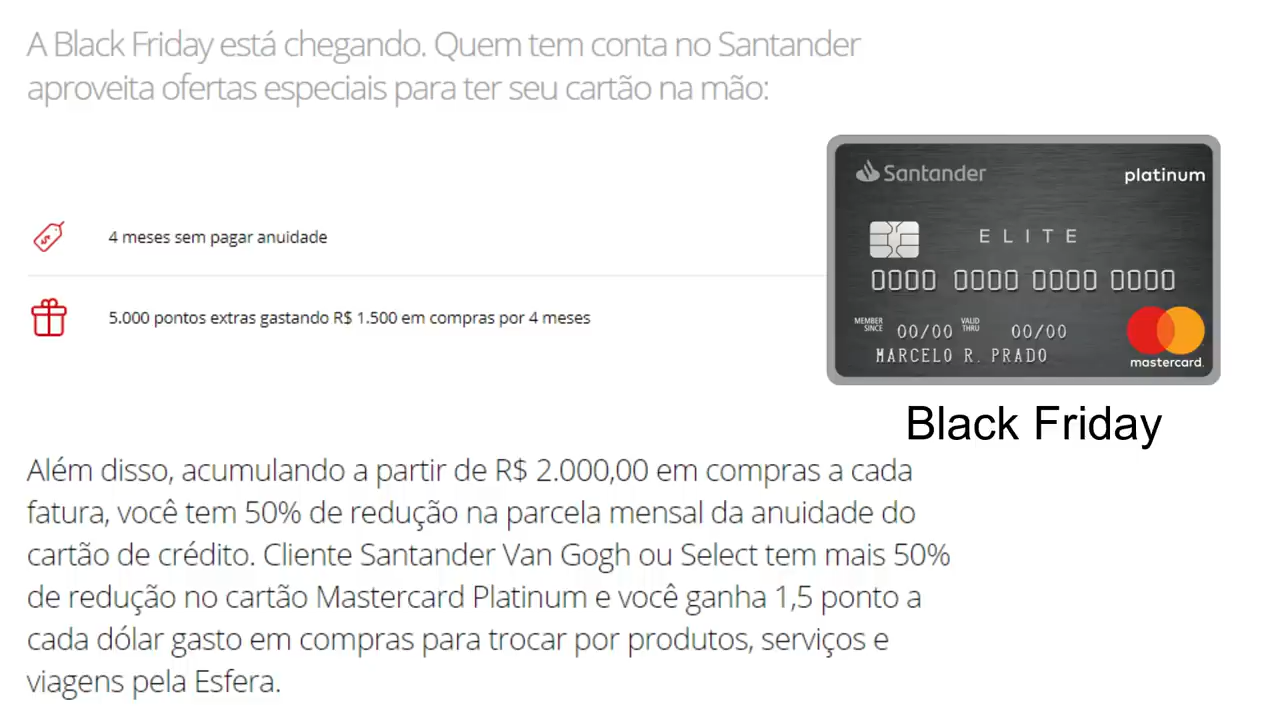 A Black Friday está chegando. Quem tem conta no Santander
aproveita ofertas especiais para ter seu cartão na mão:
4 meses sem pagar anuidade
5.000 pontos extras gastando R$ 1.500 em compras por 4 meses
Santander
platinum
ELITE
0000 0000 0000 0000
MEMBER SINCE 00/00 VALID THRU 00/00
MARCELO R. PRADO
mastercard.
Black Friday
Além disso, acumulando a partir de R$ 2.000,00 em compras a cada
fatura, você tem 50% de redução na parcela mensal da anuidade do
cartão de crédito. Cliente Santander Van Gogh ou Select tem mais 50%
de redução no cartão Mastercard Platinum e você ganha 1,5 ponto a
cada dólar gasto em compras para trocar por produtos, serviços e
viagens pela Esfera.